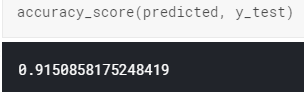 accuracy_score(predicted, y_test)
0.9150858175248419